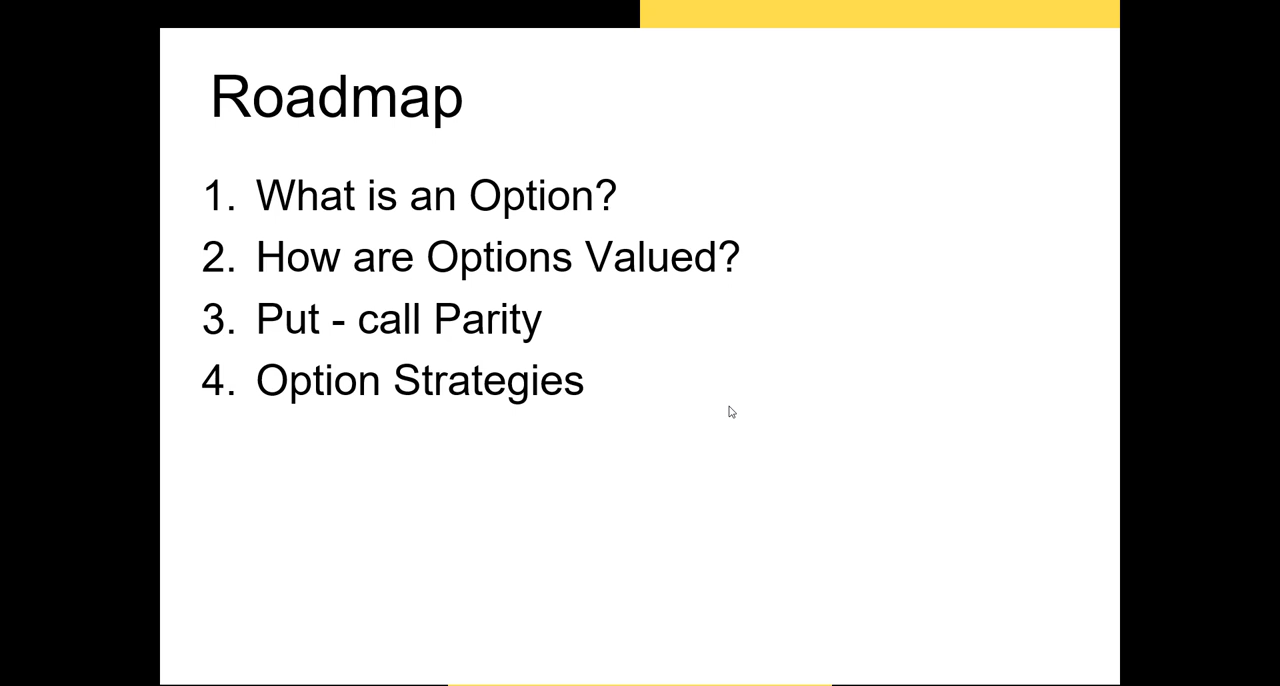 Roadmap
1. What is an Option?
2. How are Options Valued?
3. Put - call Parity
4. Option Strategies